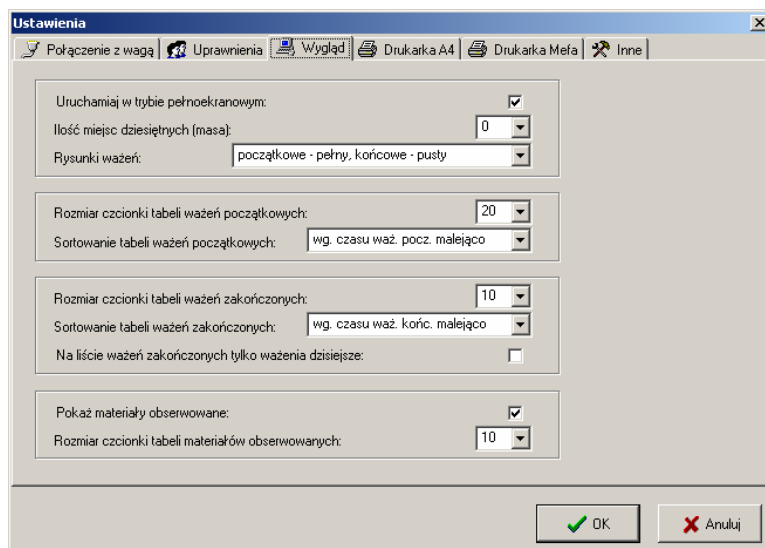 Ustawienia
Połączenie z wagą Uprawnienia Wygląd Drukarka A4 Drukarka Mefa Inne
Uruchamiaj w trybie pełnoekranowym:
Ilość miejsc dziesiętnych (masa): 0
Rysunki ważeń: początkowe - pełny, końcowe - pusty
Rozmiar czcionki tabeli ważeń początkowych: 20
Sortowanie tabeli ważeń początkowych: wg. czasu waż. pocz. malejąco
Rozmiar czcionki tabeli ważeń zakończonych: 10
Sortowanie tabeli ważeń zakończonych: wg. czasu waż. końc. malejąco
Na liście ważeń zakończonych tylko ważenia dzisiejsze:
Pokaż materiały obserwowane:
Rozmiar czcionki tabeli materiałów obserwowanych: 10
OK Anuluj